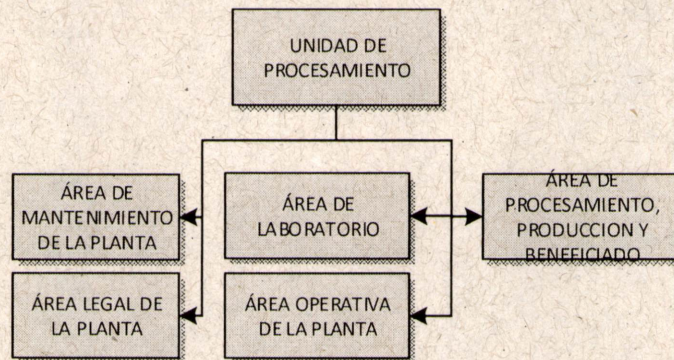 UNIDAD DE
PROCESAMIENTO
ÁREA DE
MANTENIMIENTO
DE LA PLANTA
ÁREA DE
LABORATORIO
ÁREA DE
PROCESAMIENTO,
PRODUCCION Y
BENEFICIADO
ÁREA LEGAL DE
LA PLANTA
ÁREA OPERATIVA
DE LA PLANTA